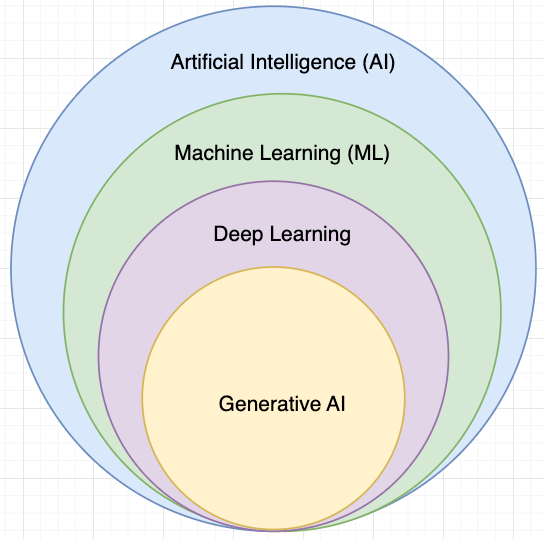 Artificial Intelligence (AI)
Machine Learning (ML)
Deep Learning
Generative AI